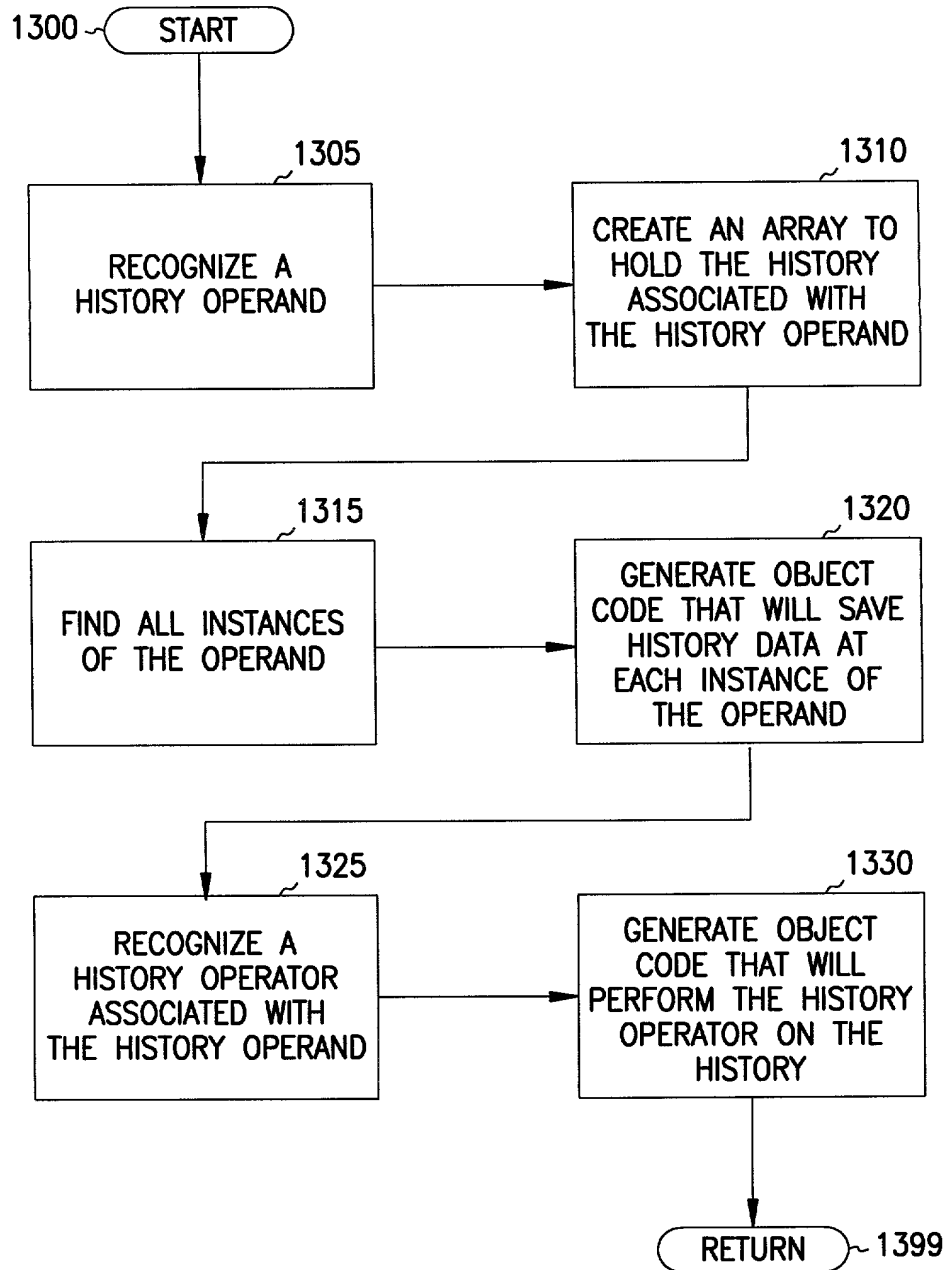 1300
START
1305
RECOGNIZE A
HISTORY OPERAND
1310
CREATE AN ARRAY TO
HOLD THE HISTORY
ASSOCIATED WITH
THE HISTORY OPERAND
1315
FIND ALL INSTANCES
OF THE OPERAND
1320
GENERATE OBJECT
CODE THAT WILL SAVE
HISTORY DATA AT
EACH INSTANCE OF
THE OPERAND
1325
RECOGNIZE A
HISTORY OPERATOR
ASSOCIATED WITH
THE HISTORY OPERAND
1330
GENERATE OBJECT
CODE THAT WILL
PERFORM THE HISTORY
OPERATOR ON THE
HISTORY
RETURN
1399